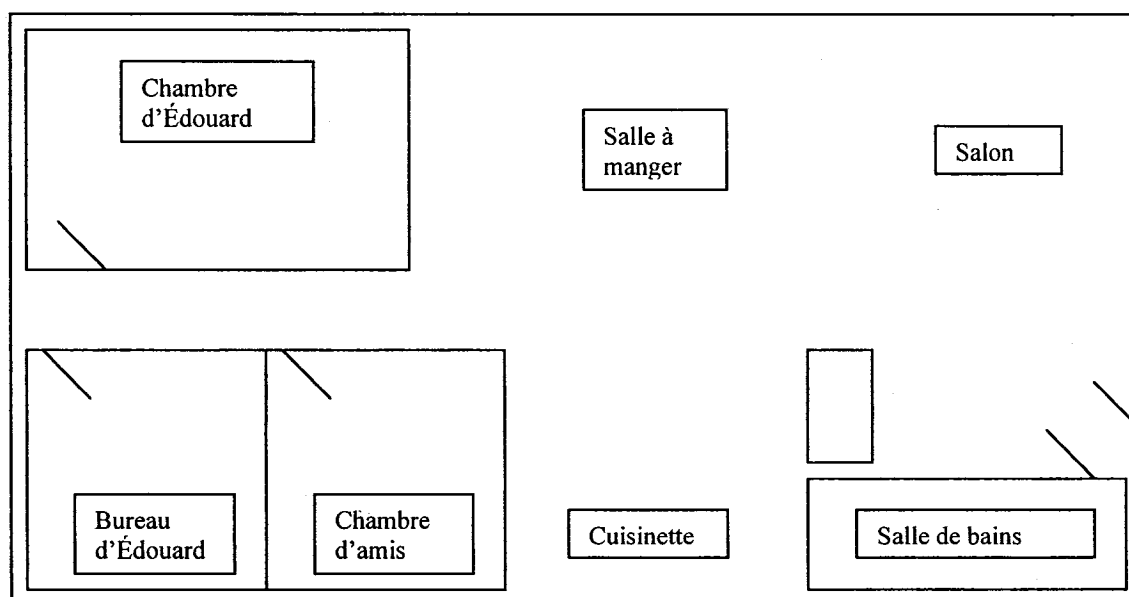 Chambre
d'Édouard
Salle à
manger
Salon
Bureau
d'Édouard
Chambre
d'amis
Cuisinette
Salle de bains